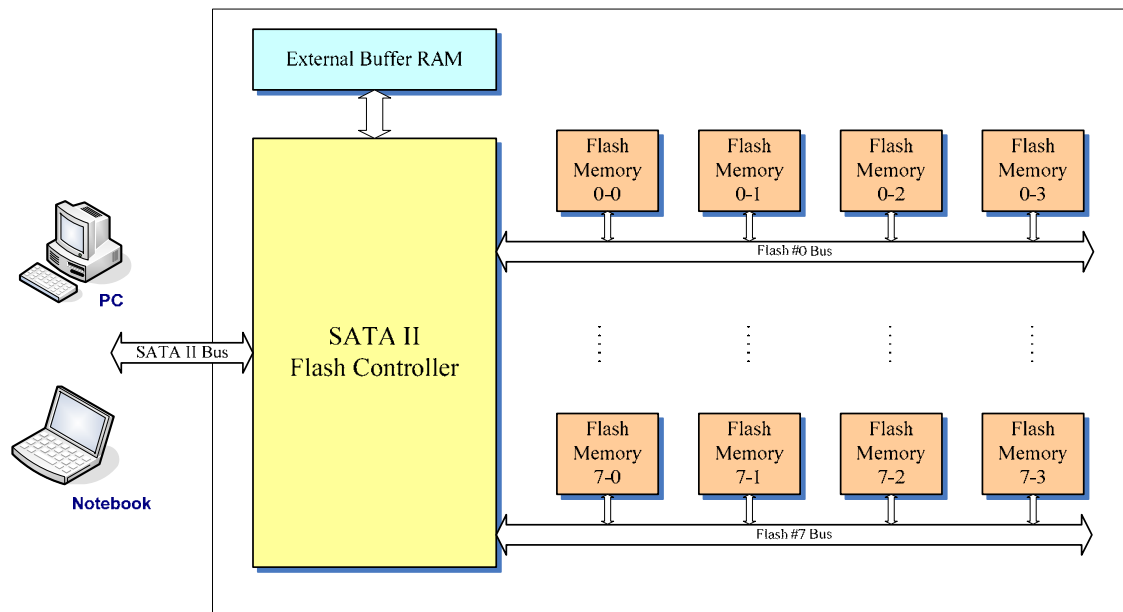 External Buffer RAM
Flash
Memory
0-0
Flash
Memory
0-1
Flash
Memory
0-2
Flash
Memory
0-3
Flash #0 Bus
PC
SATA II Bus
SATA II
Flash Controller
Notebook
Flash
Memory
7-0
Flash
Memory
7-1
Flash
Memory
7-2
Flash
Memory
7-3
Flash #7 Bus